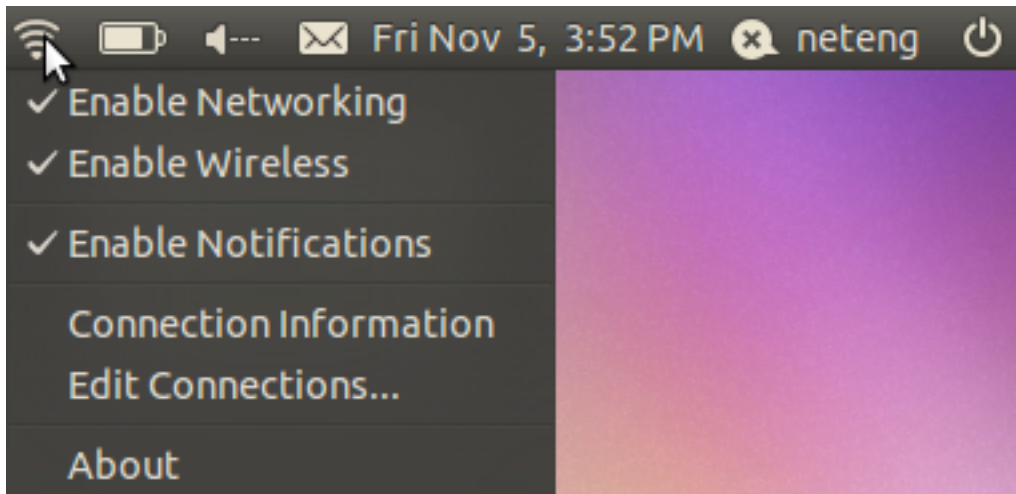 Fri Nov 5, 3:52 PM neteng
Enable Networking
Enable Wireless
Enable Notifications
Connection Information
Edit Connections...
About